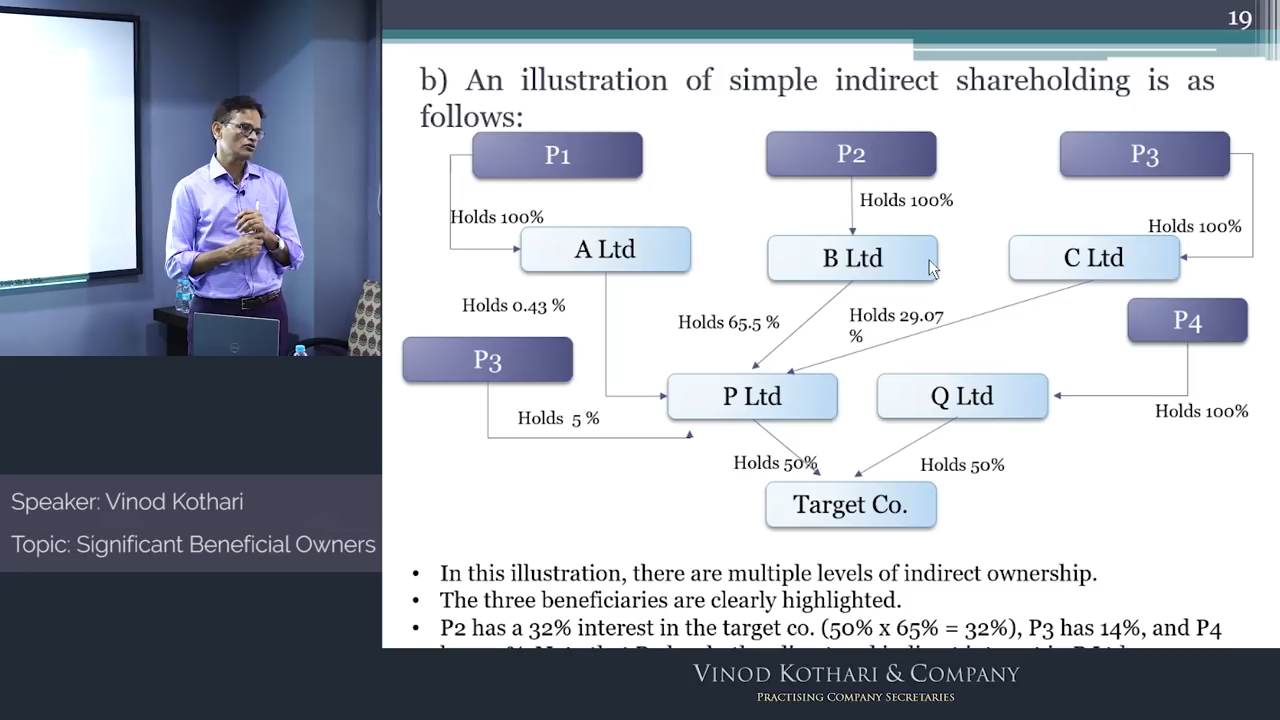 19
b) An illustration of simple indirect shareholding is as
follows:
P1
P2
P3
Holds 100%
Holds 100%
Holds 100%
A Ltd
B Ltd
C Ltd
Holds 0.43 %
Holds 65.5 %
Holds 29.07
%
P4
P3
P Ltd
Q Ltd
Holds 5 %
Holds 100%
Holds 50%
Holds 50%
Target Co.
Speaker: Vinod Kothari
Topic: Significant Beneficial Owners
• In this illustration, there are multiple levels of indirect ownership.
• The three beneficiaries are clearly highlighted.
• P2 has a 32% interest in the target co. (50% x 65% = 32%), P3 has 14%, and P4
VINOD KOTHARI & COMPANY
PRACTISING COMPANY SECRETARIES